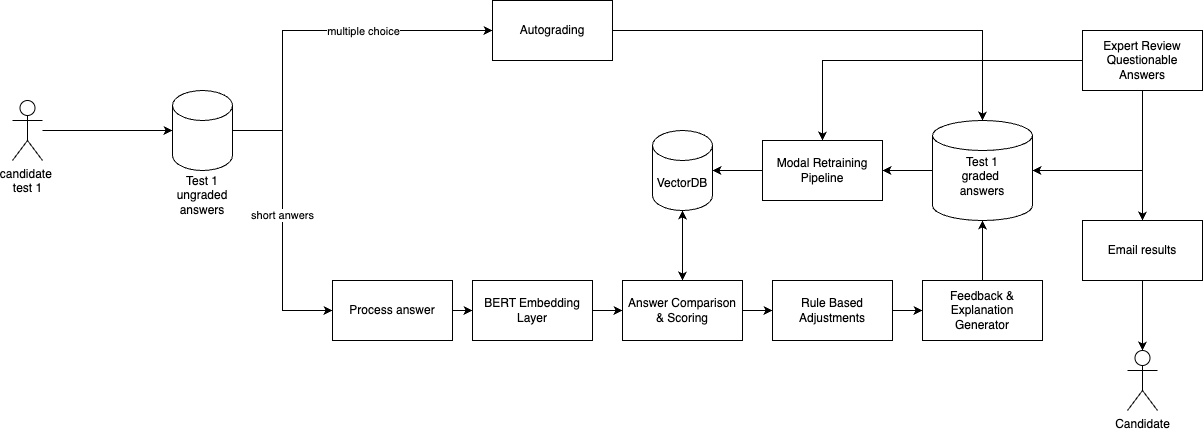 multiple choice
Autograding
Expert Review
Questionable
Answers
candidate
test 1
Test 1
ungraded
answers
VectorDB
Modal Retraining
Pipeline
Test 1
graded
answers
short anwers
Email results
Process answer
BERT Embedding
Layer
Answer Comparison
& Scoring
Rule Based
Adjustments
Feedback &
Explanation
Generator
Candidate